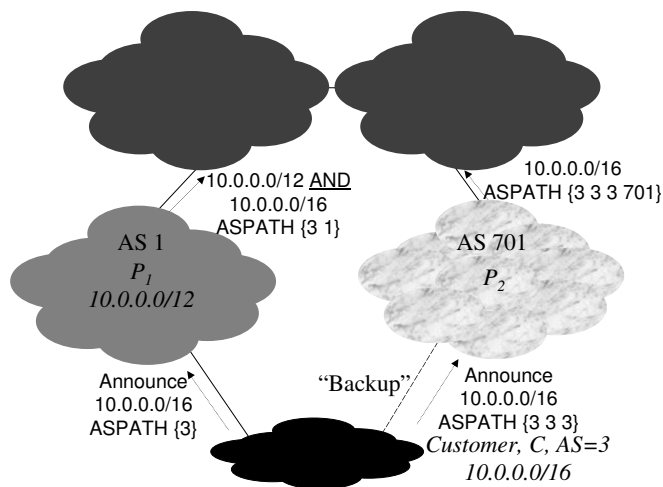 10.0.0.0/12 AND
10.0.0.0/16
ASPATH {3 1}
10.0.0.0/16
ASPATH {3 3 3 701}
AS 1
P1
10.0.0.0/12
AS 701
P2
Announce
10.0.0.0/16
ASPATH {3}
“Backup”
Announce
10.0.0.0/16
ASPATH {3 3 3}
Customer, C, AS=3
10.0.0.0/16